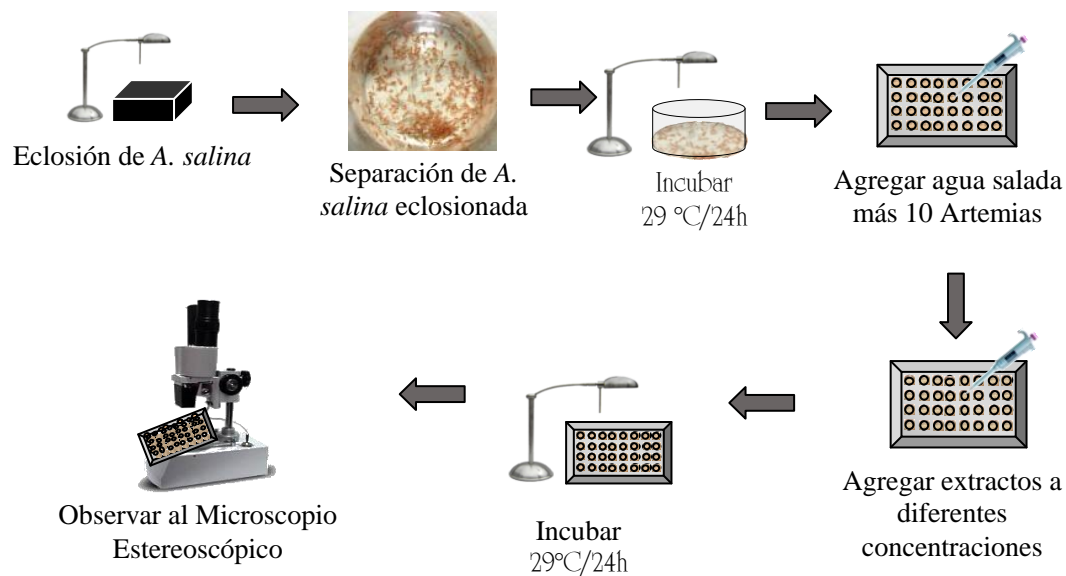 Eclosión de A. salina
Separación de A.
salina eclosionada
Incubar
29 °C/24h
Agregar agua salada
más 10 Artemias
Agregar extractos a
diferentes
concentraciones
Incubar
29°C/24h
Observar al Microscopio
Estereoscópico